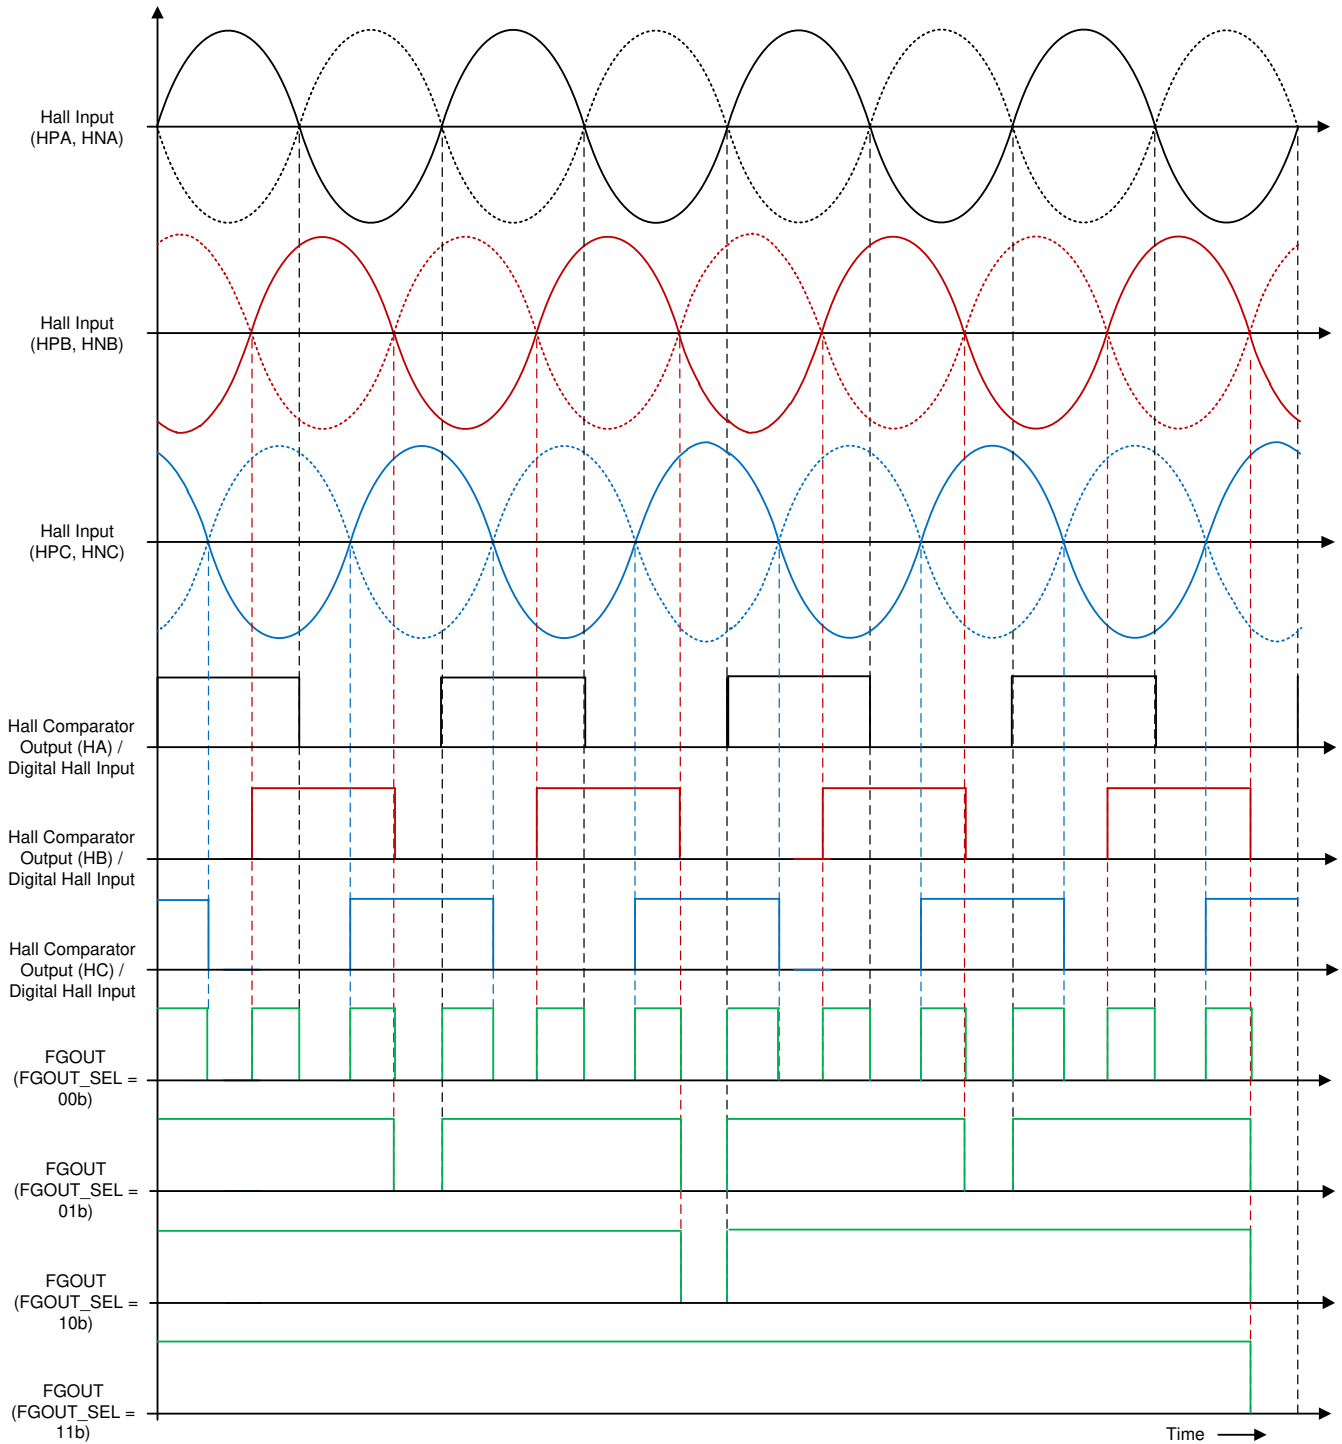 Hall Input
(HPA, HNA)
Hall Input
(HPB, HNB)
Hall Input
(HPC, HNC)
Hall Comparator
Output (HA) /
Digital Hall Input
Hall Comparator
Output (HB) /
Digital Hall Input
Hall Comparator
Output (HC) /
Digital Hall Input
FGOUT
(FGOUT_SEL =
00b)
FGOUT
(FGOUT_SEL =
01b)
FGOUT
(FGOUT_SEL =
10b)
FGOUT
(FGOUT_SEL =
11b)
Time